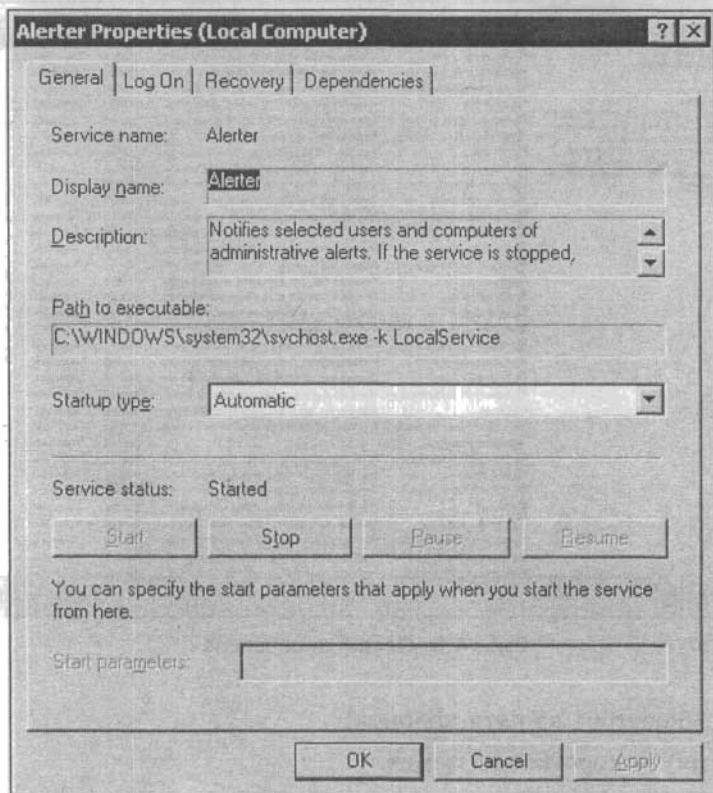 Alerter Properties (Local Computer)
General Log On Recovery Dependencies
Service name: Alerter
Display name: Alerter
Description: Notifies selected users and computers of
administrative alerts. If the service is stopped,
Path to executable:
C:\WINDOWS\system32\svchost.exe -k LocalService
Startup type: Automatic
Service status: Started
Start Stop Pause Resume
You can specify the start parameters that apply when you start the service
from here.
Start parameters:
OK Cancel Apply